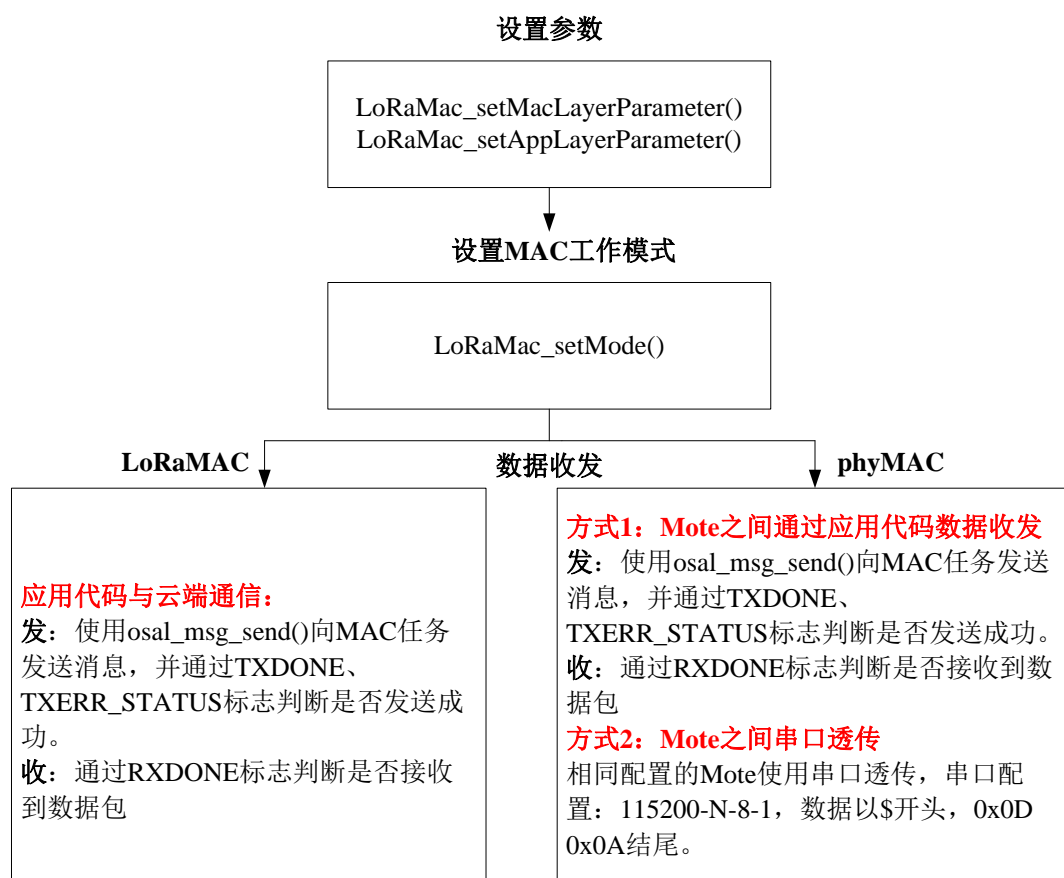 设置参数
LoRaMac_setMacLayerParameter()
LoRaMac_setAppLayerParameter()
设置MAC工作模式
LoRaMac_setMode()
LoRaMAC
数据收发
phyMAC
应用代码与云端通信：
发：使用osal_msg_send()向MAC任务
发送消息，并通过TXDONE、
TXERR_STATUS标志判断是否发送成
功。
收：通过RXDONE标志判断是否接收
到数据包
方式1：Mote之间通过应用代码数据收发
发：使用osal_msg_send()向MAC任务发送
消息，并通过TXDONE、
TXERR_STATUS标志判断是否发送成功。
收：通过RXDONE标志判断是否接收到数
据包
方式2：Mote之间串口透传
相同配置的Mote使用串口透传，串口配
置：115200-N-8-1，数据以$开头，0x0D
0x0A结尾。